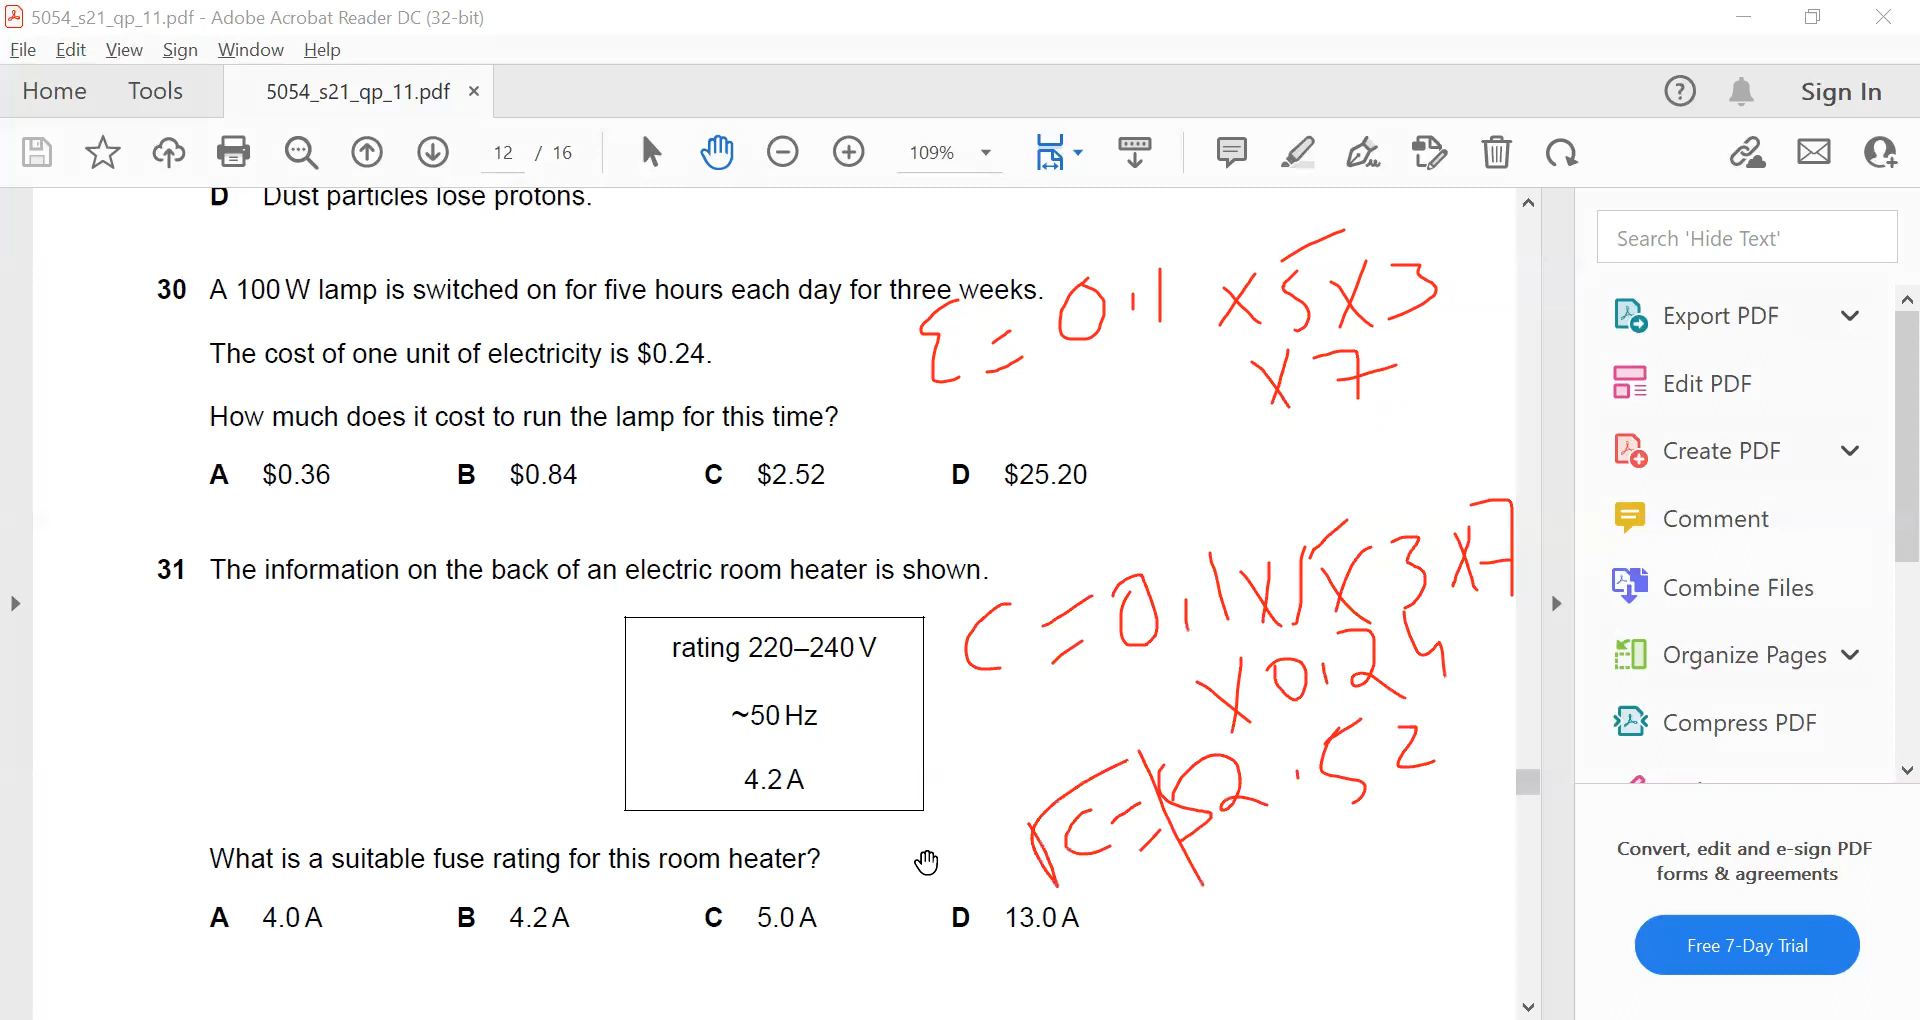 5054_s21_qp_11.pdf - Adobe Acrobat Reader DC (32-bit)
File Edit View Sign Window Help
Home Tools 5054_s21_qp_11.pdf × Sign In
12 / 16 109%
D Dust particles lose protons.
30 A 100 W lamp is switched on for five hours each day for three weeks.
E = 0.1 x 5 x 3
x 7
The cost of one unit of electricity is $0.24.
How much does it cost to run the lamp for this time?
A $0.36 B $0.84 C $2.52 D $25.20
31 The information on the back of an electric room heater is shown.
C = 0.1 x 5 x 3 x 7
x 0.24
C = $2.52
rating 220–240 V
~50 Hz
4.2 A
What is a suitable fuse rating for this room heater?
A 4.0 A B 4.2 A C 5.0 A D 13.0 A
Search 'Hide Text'
Export PDF
Edit PDF
Create PDF
Comment
Combine Files
Organize Pages
Compress PDF
Convert, edit and e-sign PDF
forms & agreements
Free 7-Day Trial